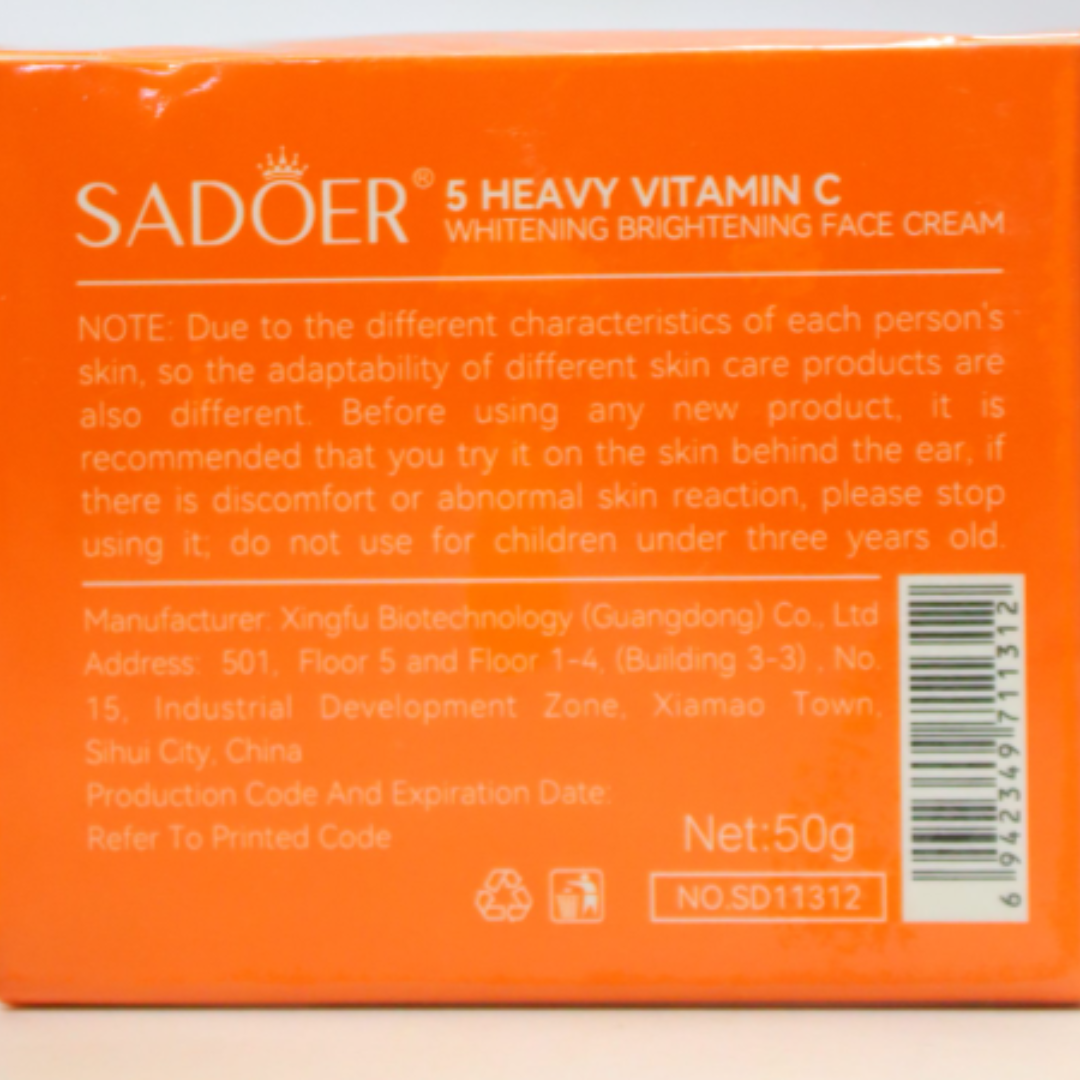 SADOER® 5 HEAVY VITAMIN C
WHITENING BRIGHTENING FACE CREAM
NOTE: Due to the different characteristics of each person's
skin, so the adaptability of different skin care products are
also different. Before using any new product, it is
recommended that you try it on the skin behind the ear, if
there is discomfort or abnormal skin reaction, please stop
using it; do not use for children under three years old.
Manufacturer: Xingfu Biotechnology (Guangdong) Co., Ltd
Address: 501, Floor 5 and Floor 1-4, (Building 3-3) , No.
15, Industrial Development Zone, Xiamao Town,
Sihui City, China
Production Code And Expiration Date:
Refer To Printed Code
Net:50g
NO.SD11312
6 942349 711312